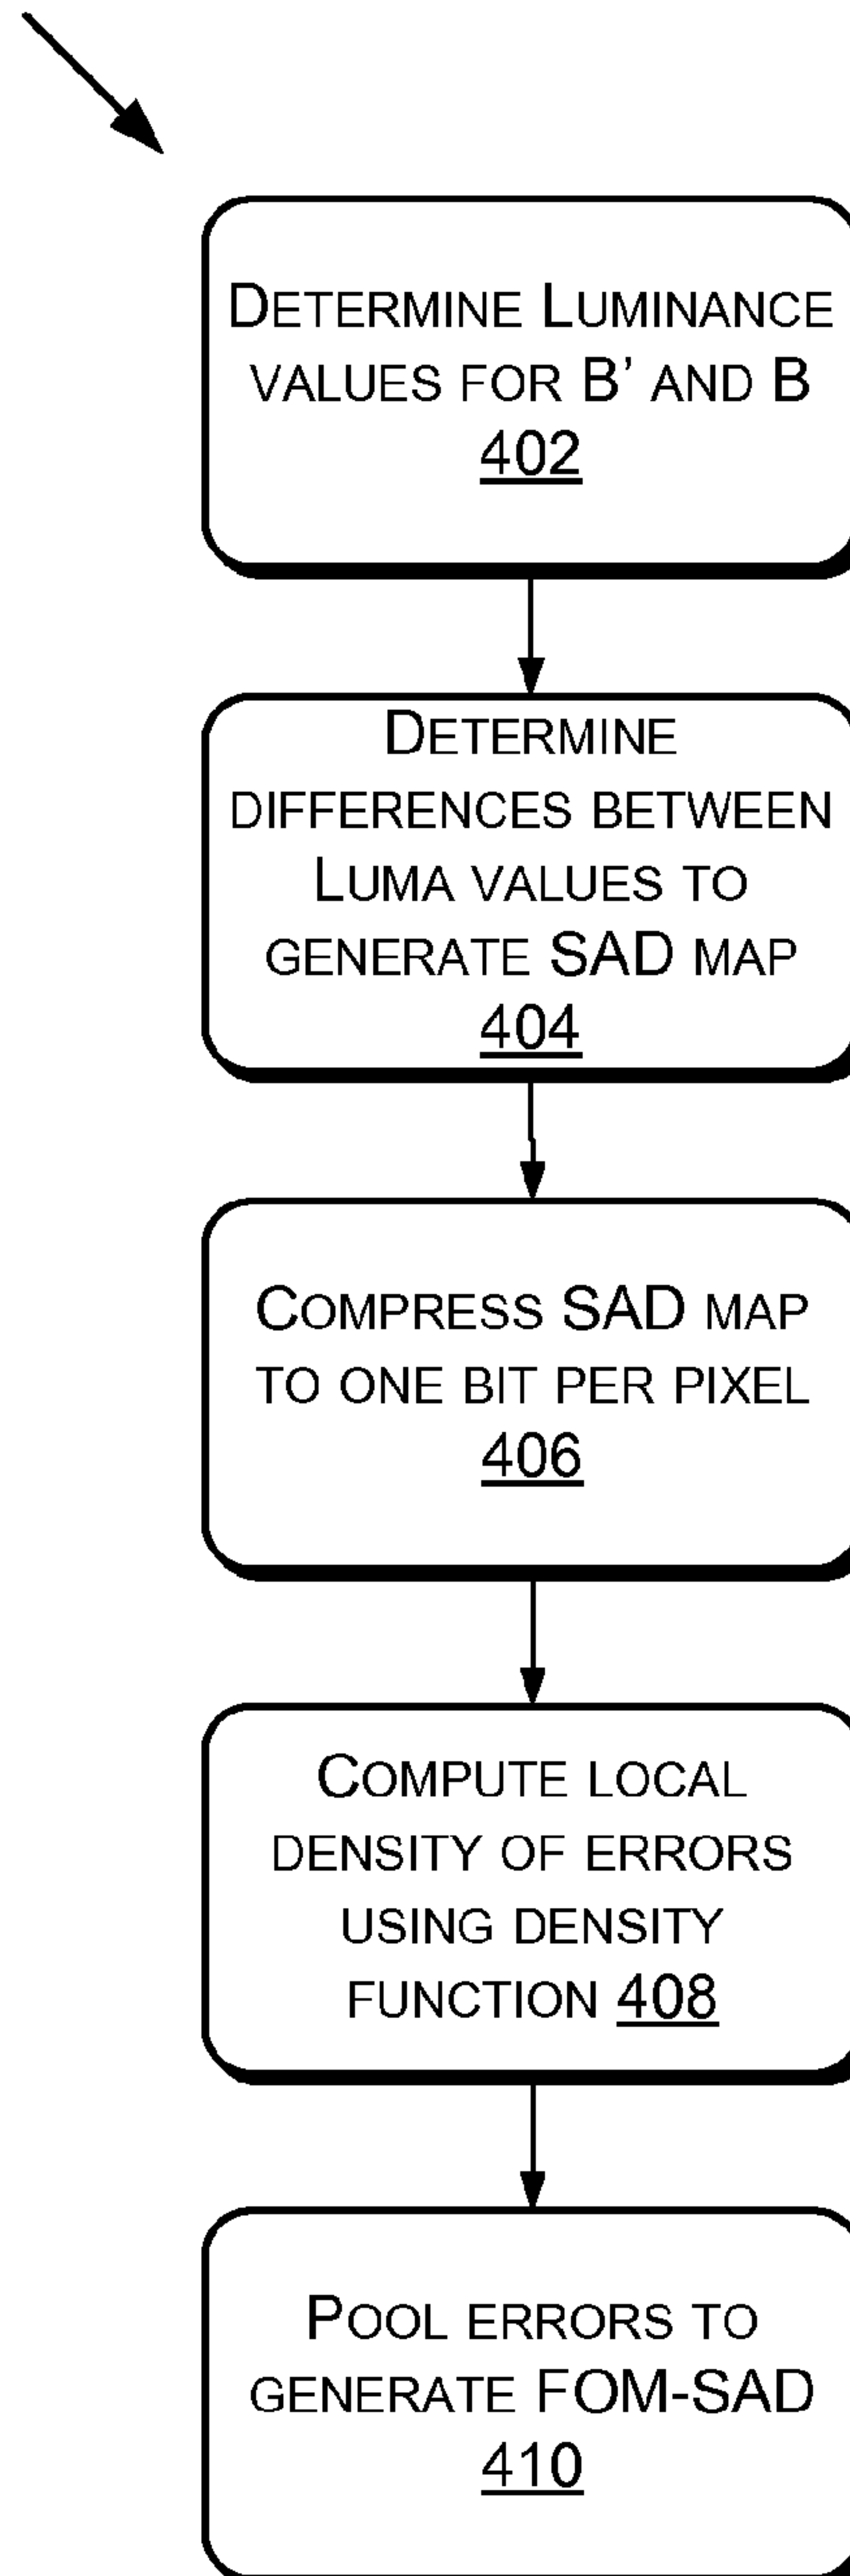 Determine Luminance
values for B' and B
402
Determine
differences between
Luma values to
generate SAD map
404
Compress SAD map
to one bit per pixel
406
Compute local
density of errors
using density
function 408
Pool errors to
generate FOM-SAD
410